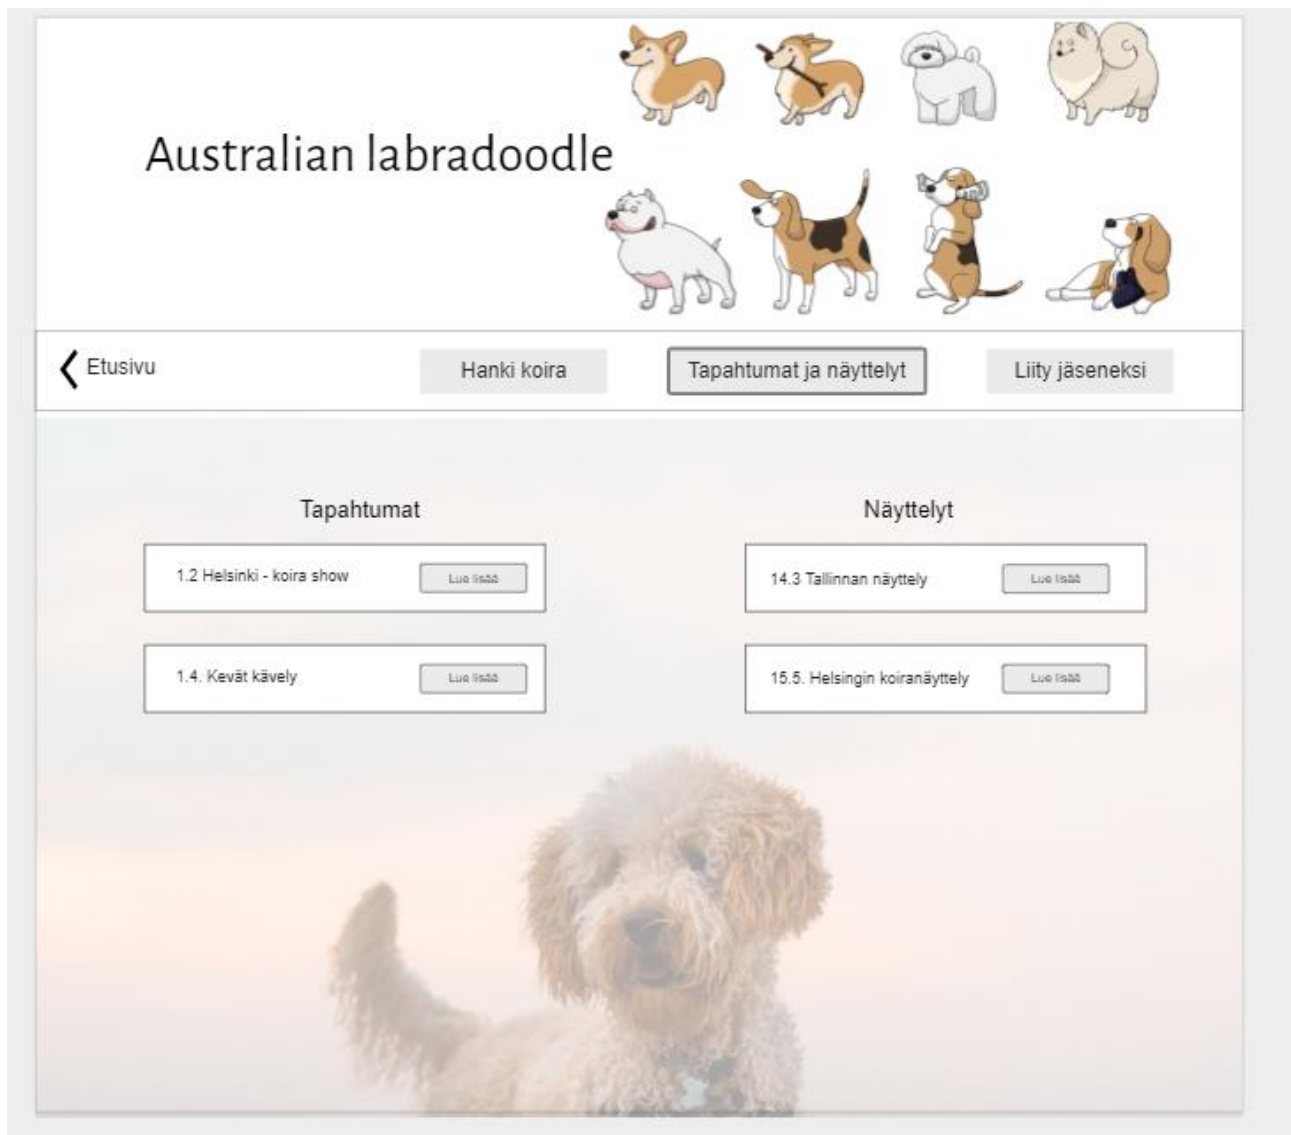 Australian labradoodle
Etusivu
Hanki koira
Tapahtumat ja näyttelyt
Liity jäseneksi
Tapahtumat
1.2 Helsinki - koira show
Lue lisää
1.4. Kevät kävely
Lue lisää
Näyttelyt
14.3 Tallinnan näyttely
Lue lisää
15.5. Helsingin koiranäyttely
Lue lisää